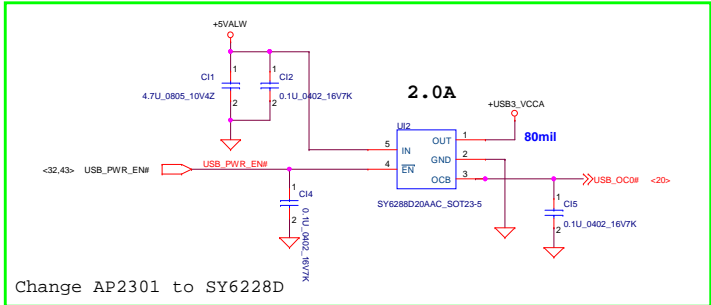 +5VALW
1
1
CI1
CI2
4.7U_0805_10V4Z
0.1U_0402_16V7K
2
2
2.0A
+USB3_VCCA
UI2
5
IN
OUT
1
80mil
GND
2
<32,43>
USB_PWR_EN#
USB_PWR_EN#
4
EN
OCB
3
USB_OC0#
<20>
SY6288D20AAC_SOT23-5
1
CI4
2
0.1U_0402_16V7K
1
CI5
2
0.1U_0402_16V7K
Change AP2301 to SY6228D